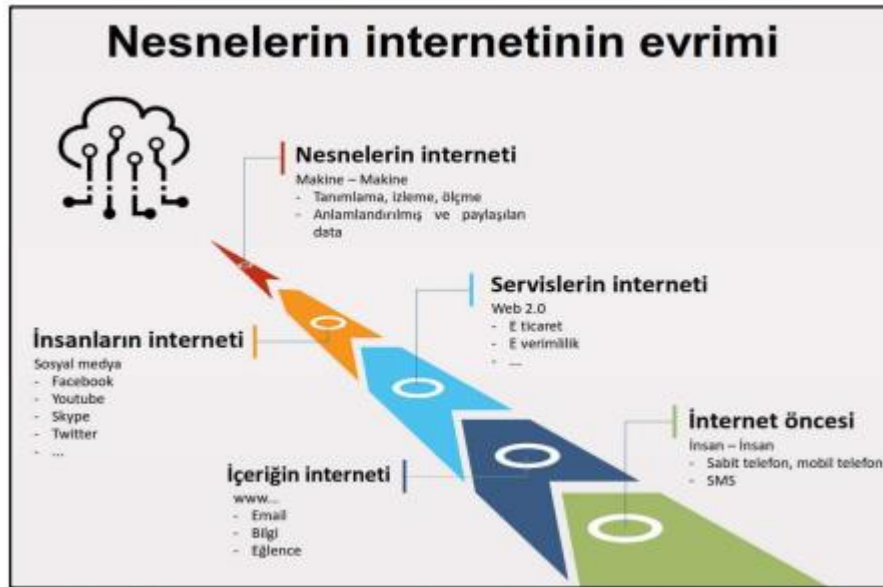 Nesnelerin internetinin evrimi
Nesnelerin interneti
Makine – Makine
- Tanımlama, izleme, ölçme
- Anlamlandırılmış ve paylaşılan
data
Servislerin interneti
Web 2.0
- E ticaret
- E verimlilik
- ...
İnsanların interneti
Sosyal medya
- Facebook
- Youtube
- Skype
- Twitter
- ...
İnternet öncesi
İnsan – İnsan
- Sabit telefon, mobil telefon
- SMS
İçeriğin interneti
www...
- Email
- Bilgi
- Eğlence